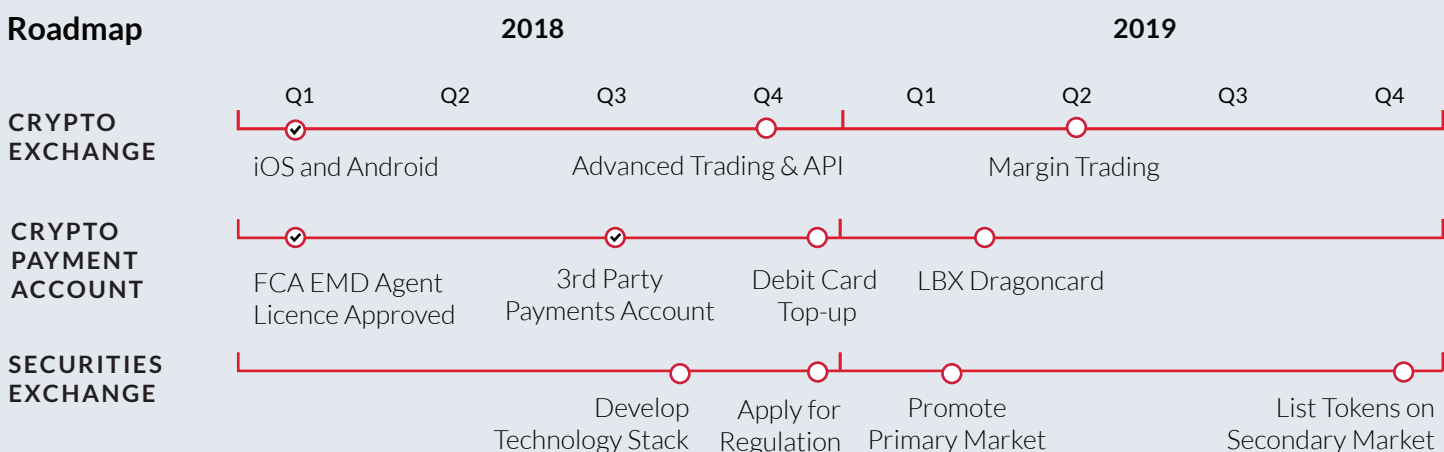 Roadmap
2018
2019
Q1
Q2
Q3
Q4
Q1
Q2
Q3
Q4
CRYPTO
EXCHANGE
iOS and Android
Advanced Trading & API
Margin Trading
CRYPTO
PAYMENT
ACCOUNT
FCA EMD Agent
Licence Approved
3rd Party
Payments Account
Debit Card
Top-up
LBX Dragoncard
SECURITIES
EXCHANGE
Develop
Technology Stack
Apply for
Regulation
Promote
Primary Market
List Tokens on
Secondary Market